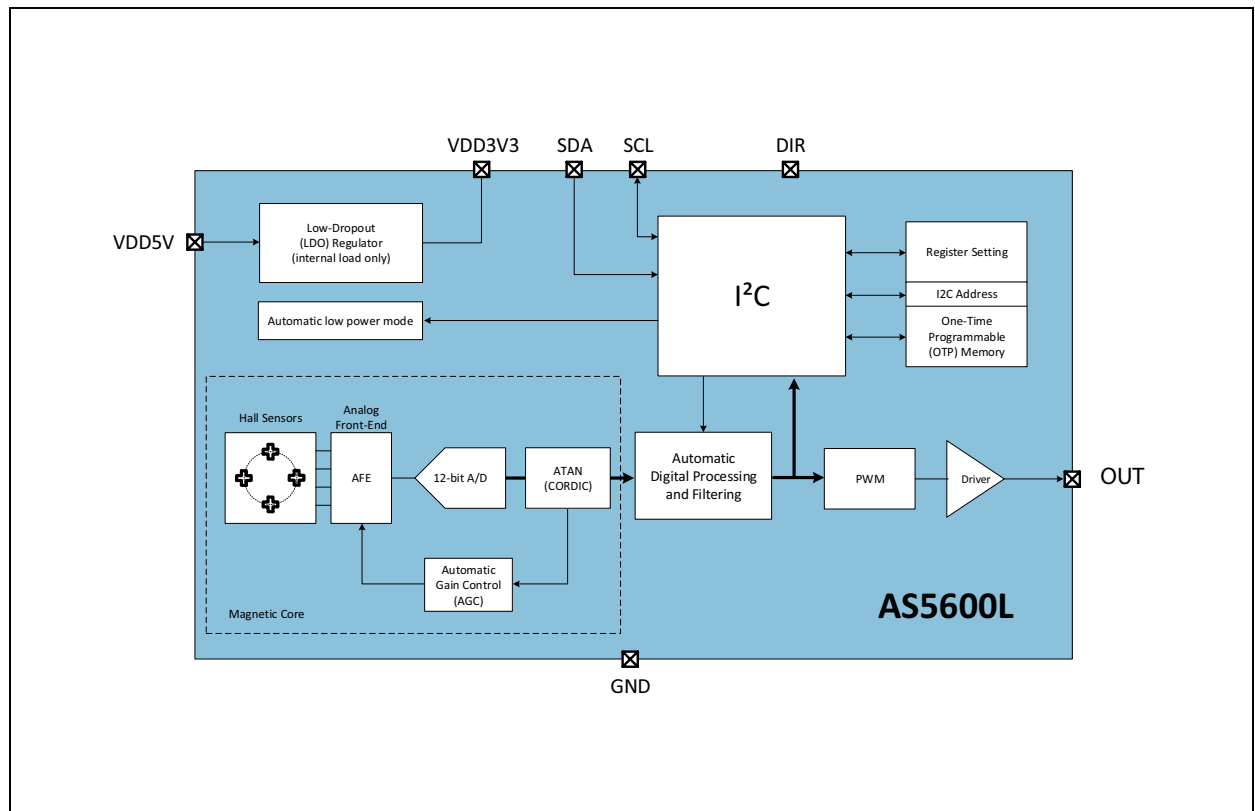 VDD3V3
SDA
SCL
DIR
VDD5V
Low-Dropout
(LDO) Regulator
(internal load only)
Automatic low power mode
I²C
Register Setting
I2C Address
One-Time
Programmable
(OTP) Memory
Hall Sensors
Analog
Front-End
AFE
12-bit A/D
ATAN
(CORDIC)
Automatic
Digital Processing
and Filtering
PWM
Driver
OUT
Automatic
Gain Control
(AGC)
Magnetic Core
AS5600L
GND